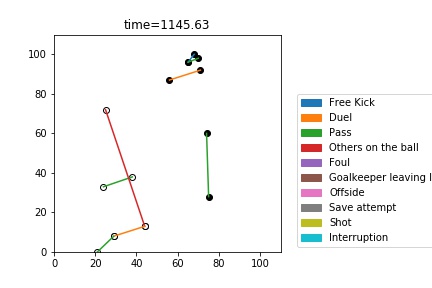 time=1145.63
100
80
60
40
20
0
0 20 40 60 80 100
Free Kick
Duel
Pass
Others on the ball
Foul
Goalkeeper leaving l
Offside
Save attempt
Shot
Interruption